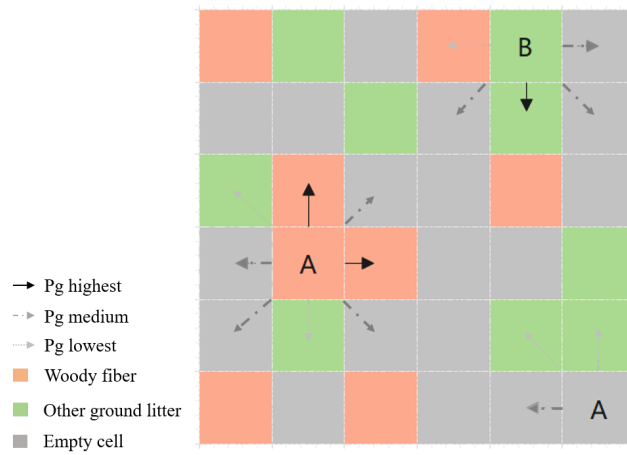 B
A
A
Pg highest
Pg medium
Pg lowest
Woody fiber
Other ground litter
Empty cell